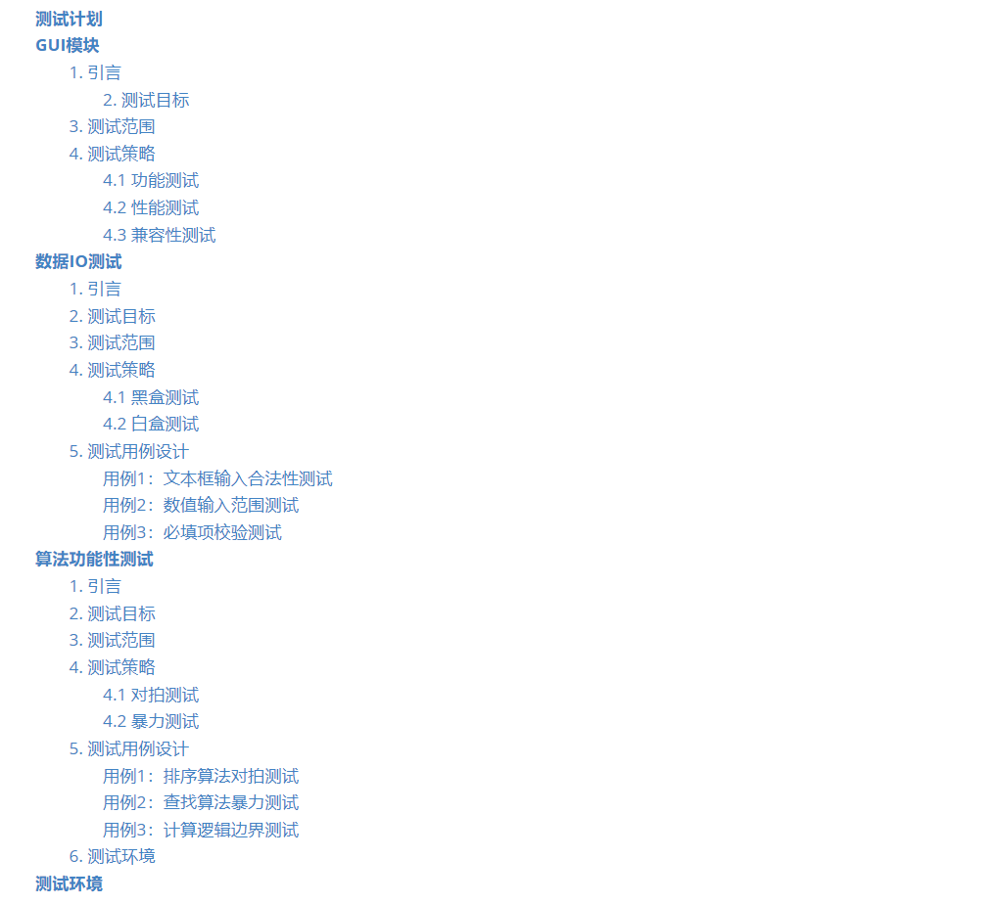 测试计划
GUI模块
1. 引言
2. 测试目标
3. 测试范围
4. 测试策略
4.1 功能测试
4.2 性能测试
4.3 兼容性测试
数据IO测试
1. 引言
2. 测试目标
3. 测试范围
4. 测试策略
4.1 黑盒测试
4.2 白盒测试
5. 测试用例设计
用例1：文本框输入合法性测试
用例2：数值输入范围测试
用例3：必填项校验测试
算法功能性测试
1. 引言
2. 测试目标
3. 测试范围
4. 测试策略
4.1 对拍测试
4.2 暴力测试
5. 测试用例设计
用例1：排序算法对拍测试
用例2：查找算法暴力测试
用例3：计算逻辑边界测试
6. 测试环境
测试环境